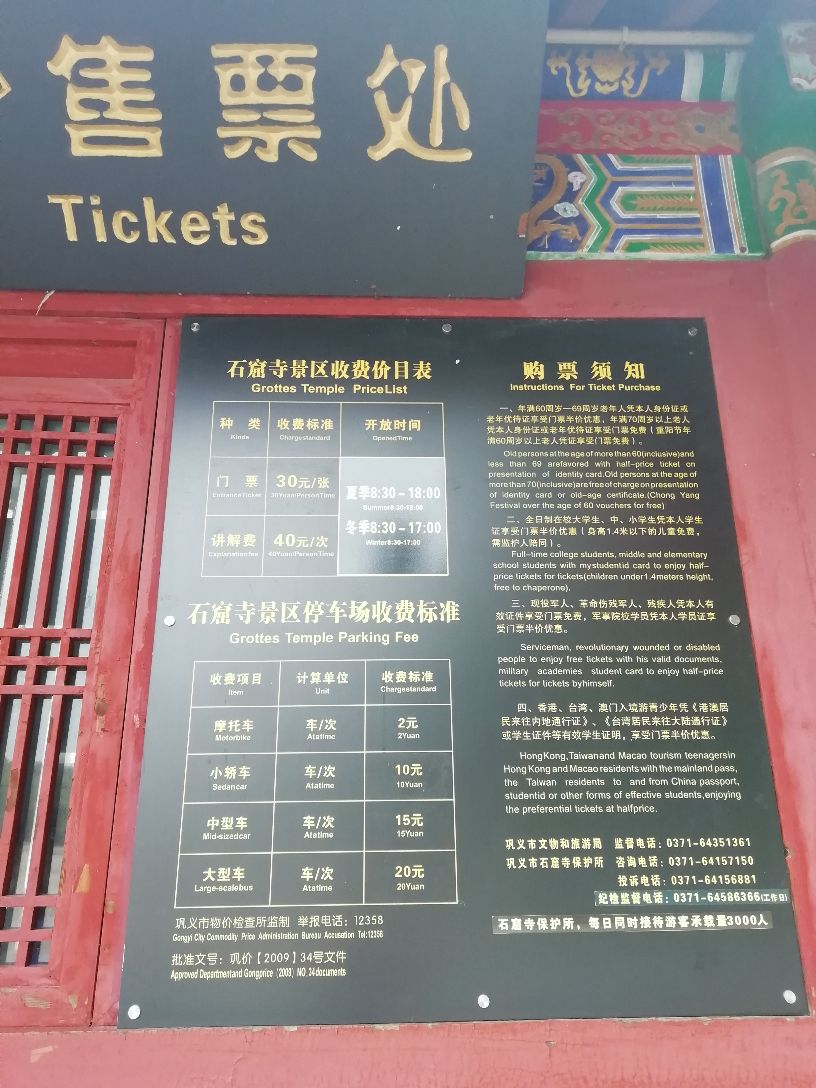 售票处
Tickets
石窟寺景区收费价目表
Grottes Temple PriceList
种 类 收费标准 开放时间
Kinds Chargestandard OpenedTime
门 票 30元/张
EntranceTicket 30Yuan/PersonTime
夏季8:30-18:00
Summer8:30-18:00
讲解费 40元/次
Explanationfee 40Yuan/PersonTime
冬季8:30-17:00
Winter8:30-17:00
石窟寺景区停车场收费标准
Grottes Temple Parking Fee
收费项目 计算单位 收费标准
Item Unit Chargestandard
摩托车 车/次 2元
Motorbike Atatime 2Yuan
小轿车 车/次 10元
Sedancar Atatime 10Yuan
中型车 车/次 15元
Mid-sizedcar Atatime 15Yuan
大型车 车/次 20元
Large-scalebus Atatime 20Yuan
巩义市物价检查所监制 举报电话：12358
Gongyi City Commodity Price Administration Bureau Accusation Tel:12358
批准文号：巩价【2009】34号文件
Approved Departmentand Gongprice〔2009〕NO.34documents
购票须知
Instructions For Ticket Purchase
一、年满60周岁—69周岁老年人凭本人身份证或
老年优待证享受门票半价优惠，年满70周岁以上老人
凭本人身份证或老年优待证享受门票免费（重阳节年
满60周岁以上老人凭证享受门票免费）。
Old persons at the age of more than 60(inclusive)and
less than 69 arefavored with half-price ticket on
presentation of identity card.Old persons at the age of
more than 70(inclusive)are free of charge on presentation
of identity card or old-age certificate.(Chong Yang
Festival over the age of 60 vouchers for free)
二、全日制在校大学生、中、小学生凭本人学生
证享受门票半价优惠（身高1.4米以下的儿童免费，
需监护人陪同）。
Full-time college students, middle and elementary
school students with mystudentid card to enjoy half-
price tickets for tickets(children under1.4meters height,
free to chaperone).
三、现役军人、革命伤残军人、残疾人凭本人有
效证件享受门票免费，军事院校学员凭本人学员证享
受门票半价优惠。
Serviceman, revolutionary wounded or disabled
people to enjoy free tickets with his valid documents,
military academies student card to enjoy half-price
tickets for tickets byhimself.
四、香港、台湾、澳门入境游青少年凭《港澳居
民来往内地通行证》、《台湾居民来往大陆通行证》
或学生证件等有效学生证明，享受门票半价优惠。
HongKong,Taiwanand Macao tourism teenagersin
Hong Kong and Macao residents with the mainland pass,
the Taiwan residents to and from China passport,
studentid or other forms of effective students,enjoying
the preferential tickets at halfprice.
巩义市文物和旅游局 监督电话：0371-64351361
巩义市石窟寺保护所 咨询电话：0371-64157150
投诉电话：0371-64156881
纪检监督电话：0371-64586366(工作日)
石窟寺保护所，每日同时接待游客承载量3000人